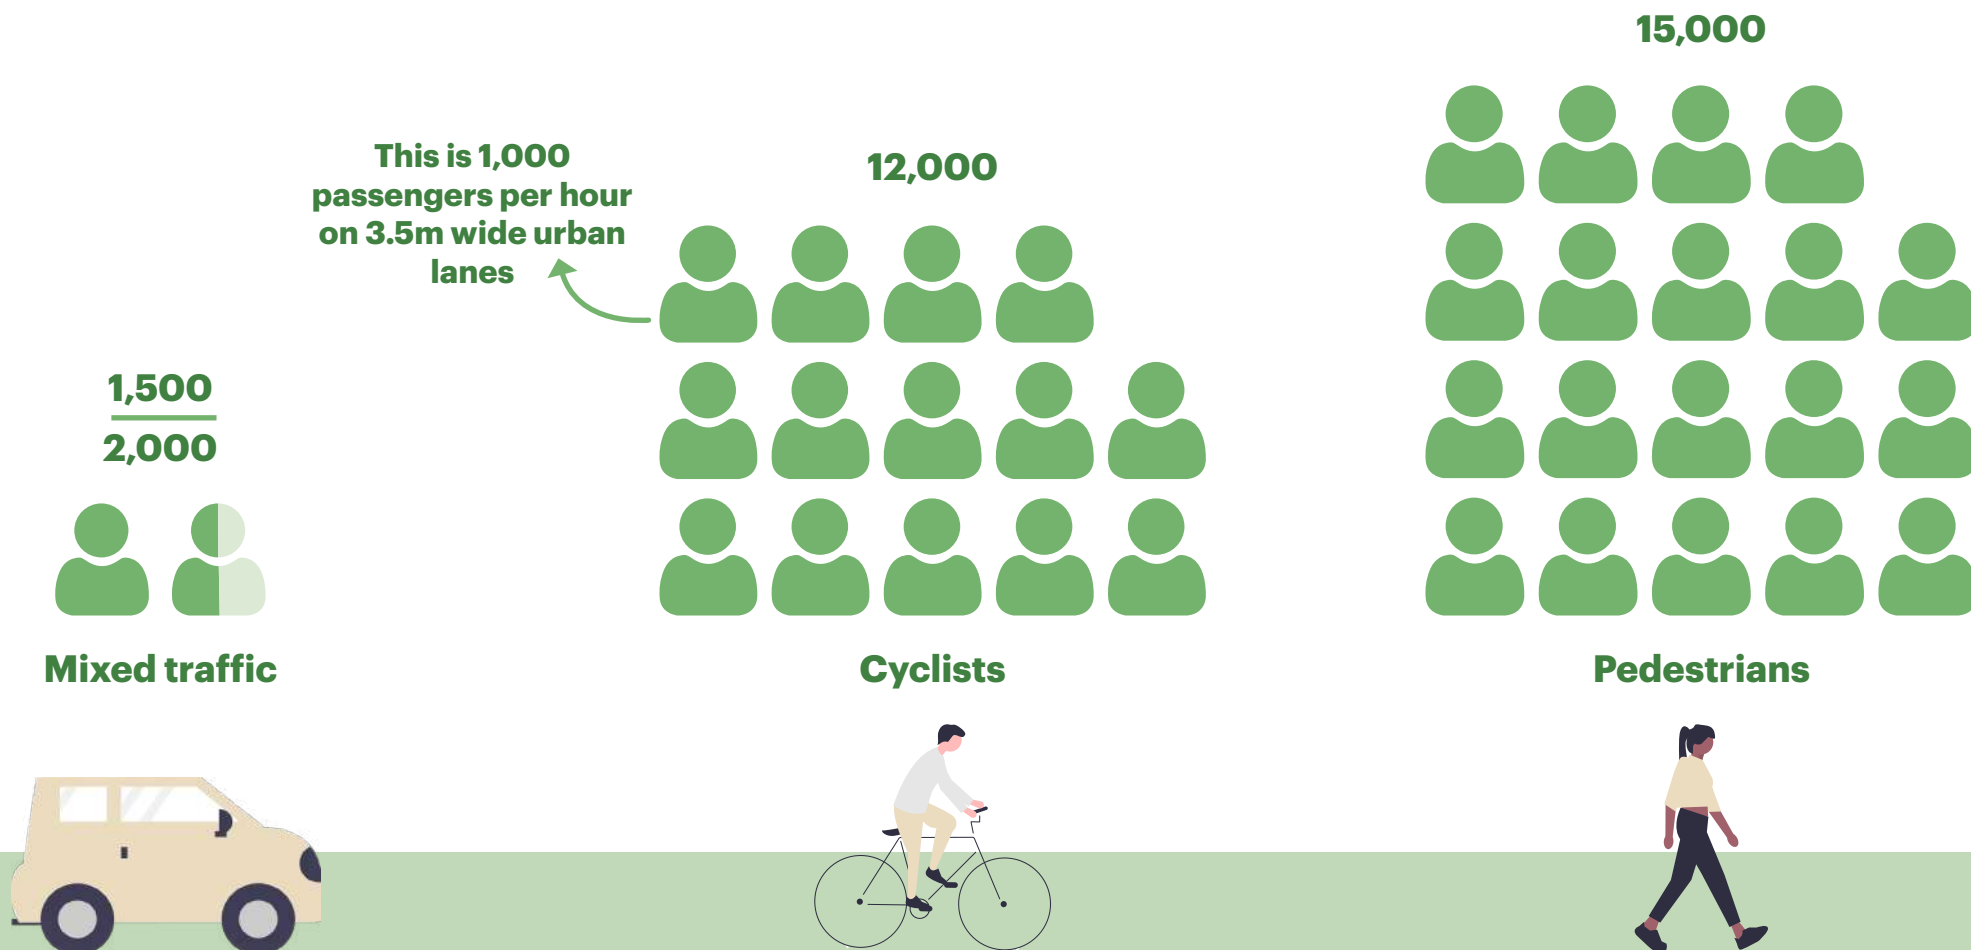 15,000
This is 1,000
passengers per hour
on 3.5m wide urban
lanes
12,000
1,500
2,000
Mixed traffic
Cyclists
Pedestrians